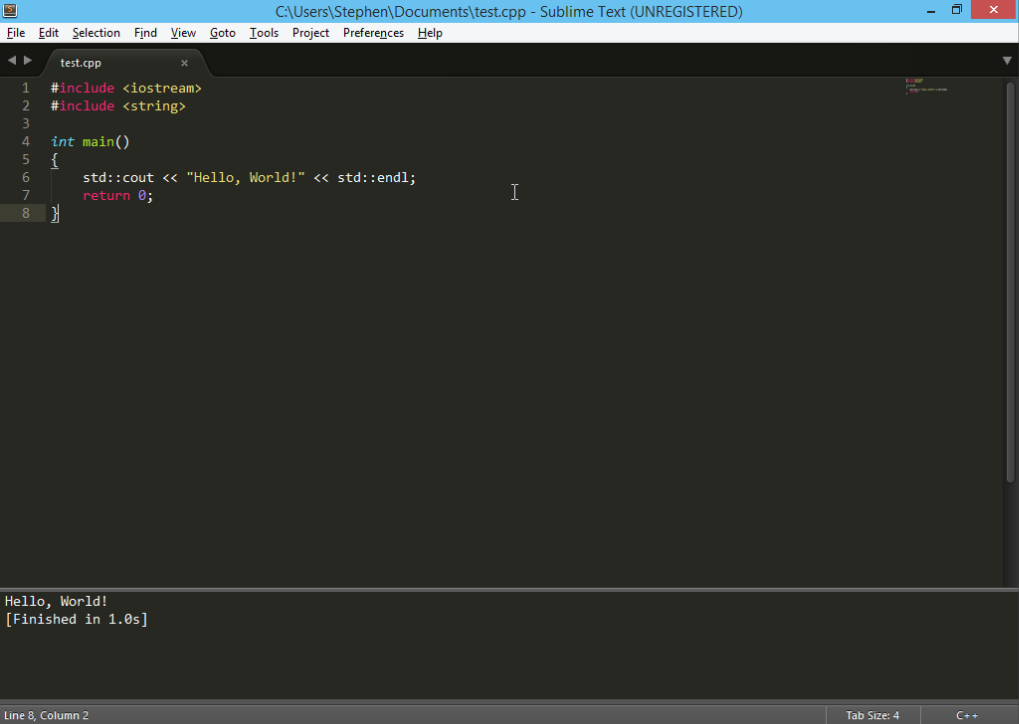 C:\Users\Stephen\Documents\test.cpp - Sublime Text (UNREGISTERED)
File Edit Selection Find View Goto Tools Project Preferences Help
test.cpp
1 #include <iostream>
2 #include <string>
3
4 int main()
5 {
6     std::cout << "Hello, World!" << std::endl;
7     return 0;
8 }
Hello, World!
[Finished in 1.0s]
Line 8, Column 2 Tab Size: 4 C++